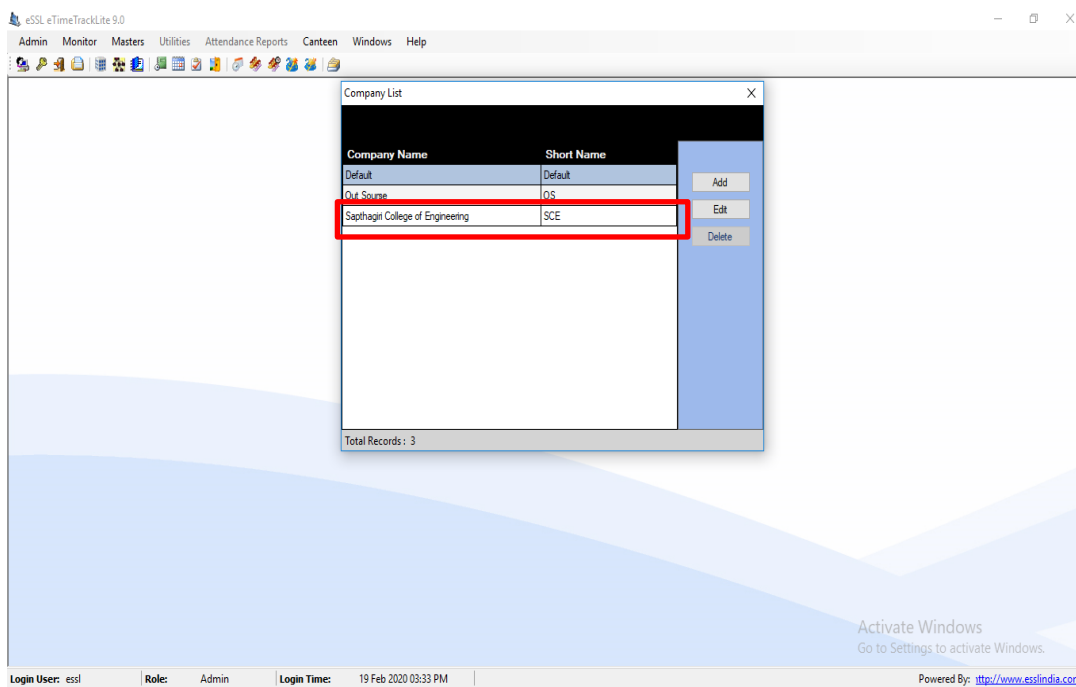 eSSL eTimeTrackLite 9.0
Admin Monitor Masters Utilities Attendance Reports Canteen Windows Help
Company List
Company Name Short Name
Default Default
Out Sourse OS
Sapthagiri College of Engineering SCE
Add
Edit
Delete
Total Records : 3
Activate Windows
Go to Settings to activate Windows.
Login User: essl Role: Admin Login Time: 19 Feb 2020 03:33 PM Powered By: ttp://www.esslindia.com